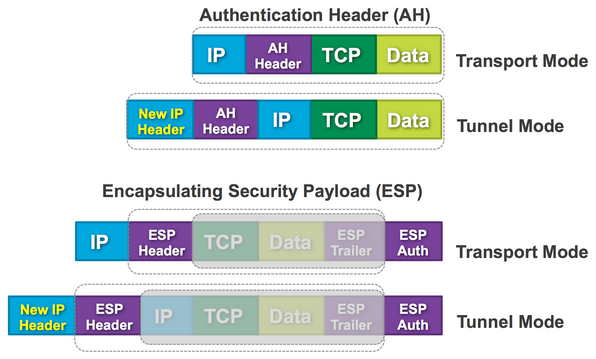 Authentication Header (AH)
IP
AH
Header
TCP
Data
Transport Mode
New IP
Header
AH
Header
IP
TCP
Data
Tunnel Mode
Encapsulating Security Payload (ESP)
IP
ESP
Header
TCP
Data
ESP
Trailer
ESP
Auth
Transport Mode
New IP
Header
ESP
Header
IP
TCP
Data
ESP
Trailer
ESP
Auth
Tunnel Mode